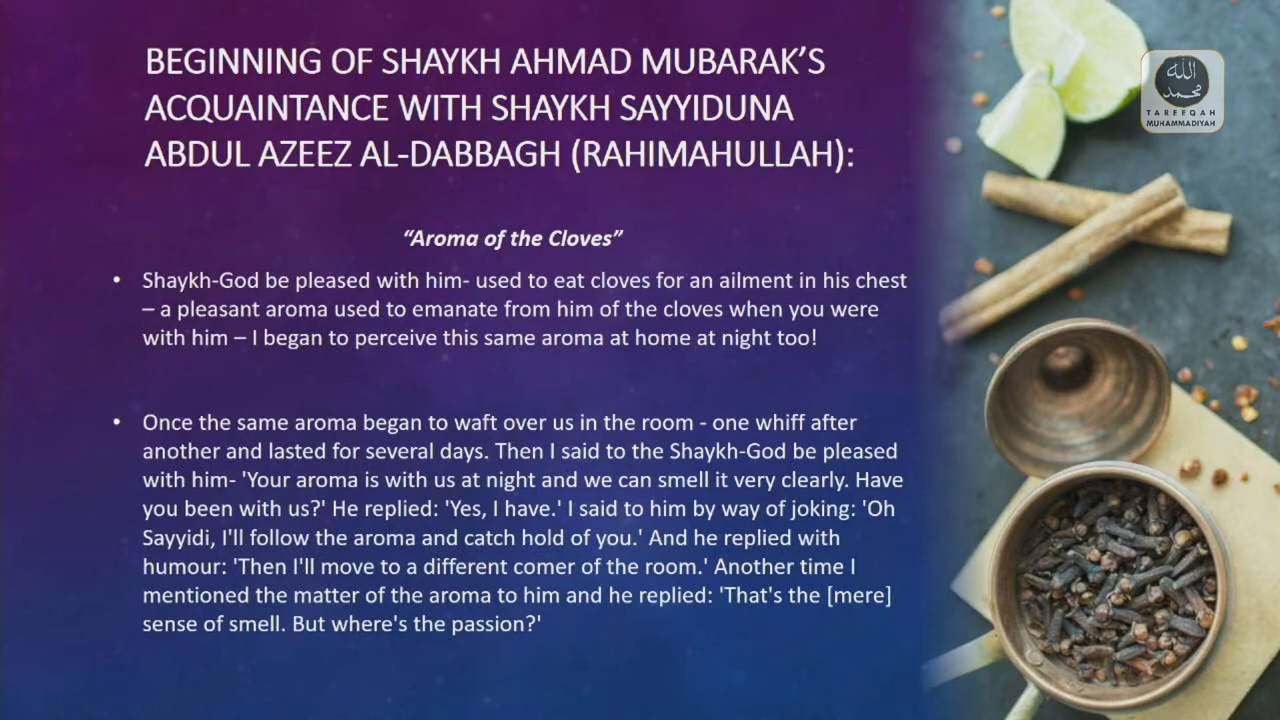 BEGINNING OF SHAYKH AHMAD MUBARAK'S
ACQUAINTANCE WITH SHAYKH SAYYIDUNA
ABDUL AZEEZ AL-DABBAGH (RAHIMAHULLAH):
الله
محمد
TAREEQAH
MUHAMMADIYAH
“Aroma of the Cloves”
• Shaykh-God be pleased with him- used to eat cloves for an ailment in his chest
– a pleasant aroma used to emanate from him of the cloves when you were
with him – I began to perceive this same aroma at home at night too!
• Once the same aroma began to waft over us in the room - one whiff after
another and lasted for several days. Then I said to the Shaykh-God be pleased
with him- 'Your aroma is with us at night and we can smell it very clearly. Have
you been with us?' He replied: 'Yes, I have.' I said to him by way of joking: 'Oh
Sayyidi, I'll follow the aroma and catch hold of you.' And he replied with
humour: 'Then I'll move to a different comer of the room.' Another time I
mentioned the matter of the aroma to him and he replied: 'That's the [mere]
sense of smell. But where's the passion?'